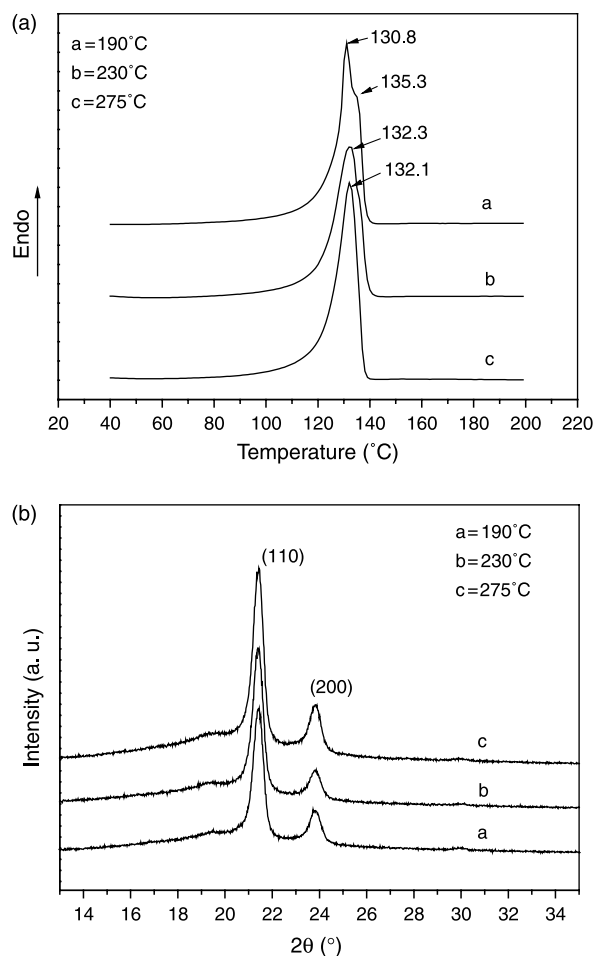 (a)
a=190°C
b=230°C
c=275°C
130.8
135.3
132.3
132.1
a
b
c
Endo
20 40 60 80 100 120 140 160 180 200 220
Temperature (°C)
(b)
a=190°C
b=230°C
c=275°C
(110)
(200)
c
b
a
Intensity (a. u.)
14 16 18 20 22 24 26 28 30 32 34
2θ (°)